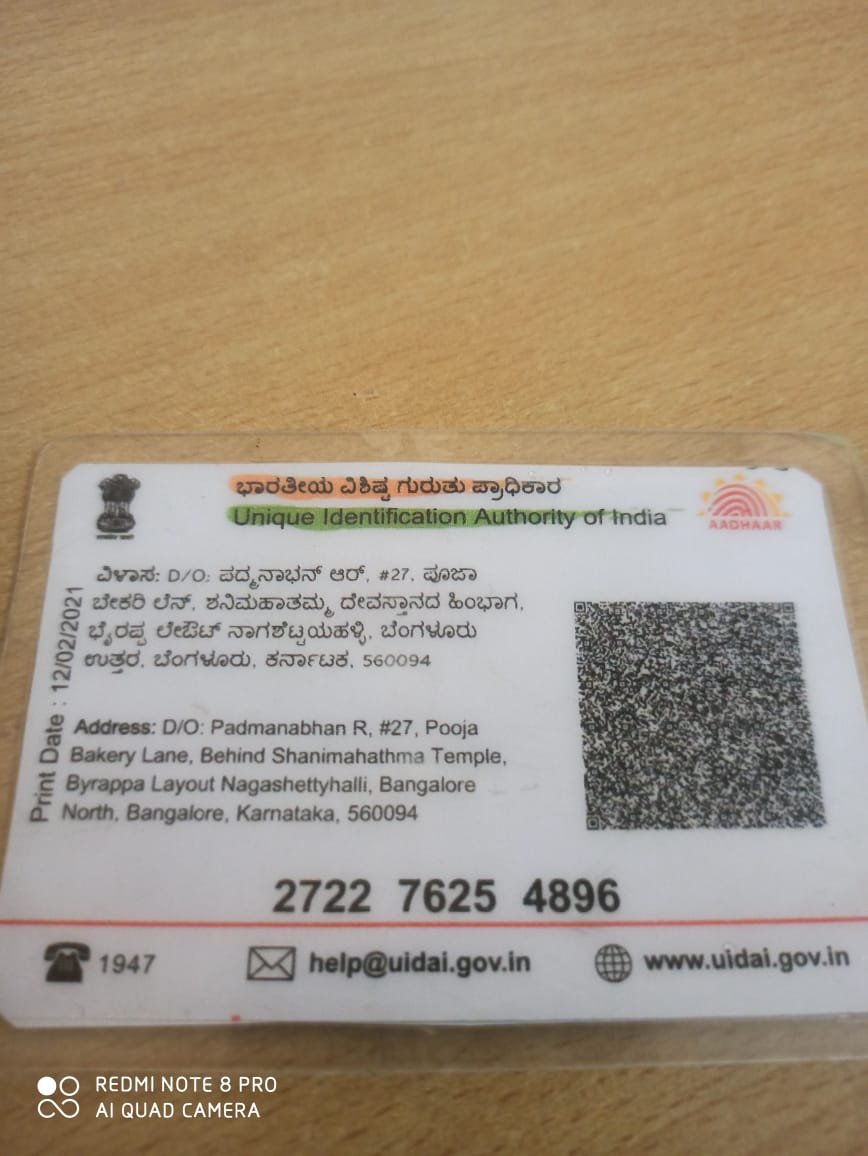 ಭಾರತೀಯ ವಿಶಿಷ್ಟ ಗುರುತು ಪ್ರಾಧಿಕಾರ
Unique Identification Authority of India
AADHAAR
ವಿಳಾಸ: D/O: ಪದ್ಮನಾಭನ್ ಆರ್, #27, ಪೂಜಾ
ಬೇಕರಿ ಲೆನ್, ಶನಿಮಹಾತಮ್ಮ ದೇವಸ್ತಾನದ ಹಿಂಭಾಗ,
ಭೈರಪ್ಪ ಲೇಔಟ್ ನಾಗಶೆಟ್ಟಯಹಳ್ಳಿ, ಬೆಂಗಳೂರು
ಉತ್ತರ, ಬೆಂಗಳೂರು, ಕರ್ನಾಟಕ, 560094
Print Date : 12/02/2021
Address: D/O: Padmanabhan R, #27, Pooja
Bakery Lane, Behind Shanimahathma Temple,
Byrappa Layout Nagashettyhalli, Bangalore
North, Bangalore, Karnataka, 560094
2722 7625 4896
1947
help@uidai.gov.in
www.uidai.gov.in
REDMI NOTE 8 PRO
AI QUAD CAMERA